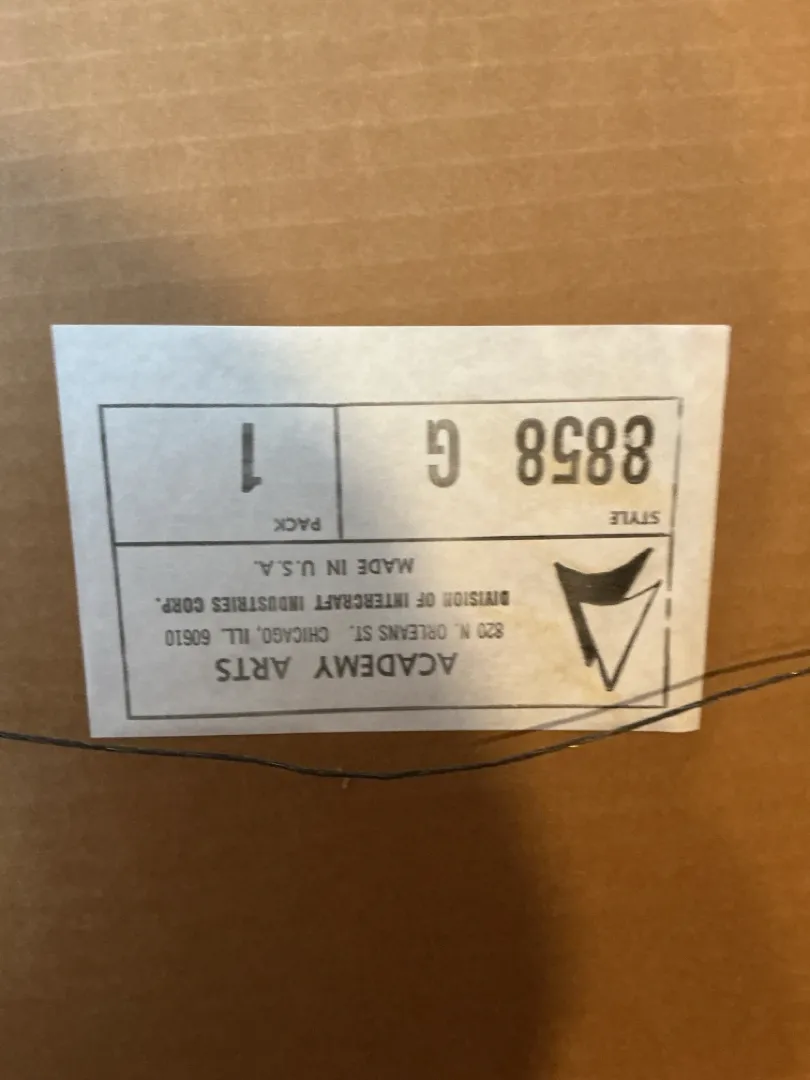 ACADEMY ARTS
820 N. ORLEANS ST. CHICAGO, ILL. 60610
DIVISION OF INTERCRAFT INDUSTRIES CORP.
MADE IN U.S.A.
STYLE PACK
8858 G 1